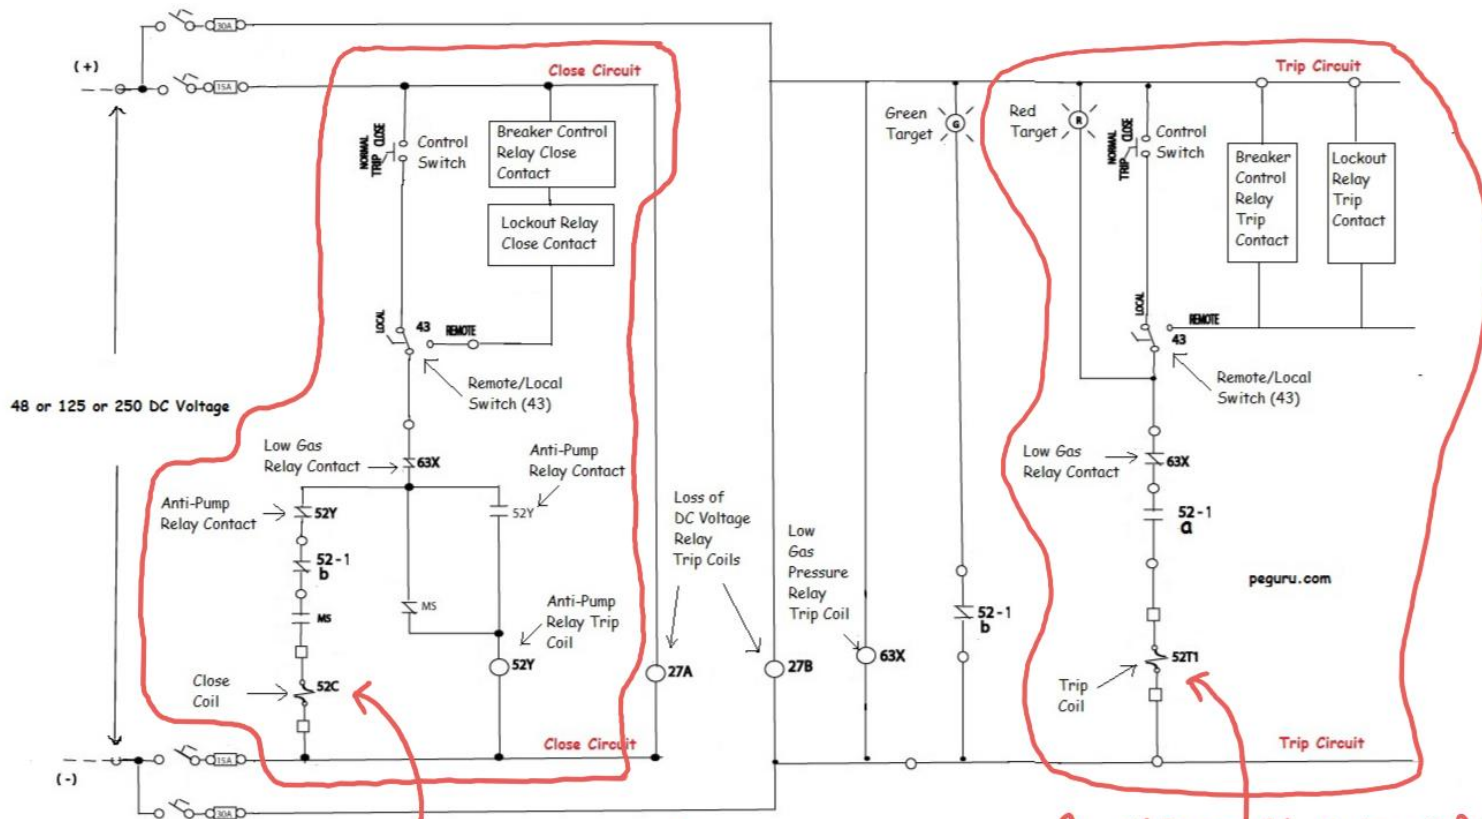 30A
(+)
15A
Close Circuit
Trip Circuit
NORMAL
TRIP CLOSE
Control
Switch
Breaker Control
Relay Close
Contact
Lockout Relay
Close Contact
LOCAL
43
REMOTE
Remote/Local
Switch (43)
48 or 125 or 250 DC Voltage
Low Gas
Relay Contact
63X
Anti-Pump
Relay Contact
Anti-Pump
Relay Contact
52Y
52Y
52-1
b
MS
MS
Anti-Pump
Relay Trip
Coil
52Y
Close
Coil
52C
Loss of
DC Voltage
Relay
Trip Coils
27A
27B
Low
Gas
Pressure
Relay
Trip Coil
63X
Green
Target
G
52-1
b
Red
Target
R
NORMAL
TRIP CLOSE
Control
Switch
Breaker
Control
Relay
Trip
Contact
Lockout
Relay
Trip
Contact
LOCAL
REMOTE
43
Remote/Local
Switch (43)
Low Gas
Relay Contact
63X
52-1
a
peguru.com
52T1
Trip
Coil
Close Circuit
Trip Circuit
15A
(-)
30A